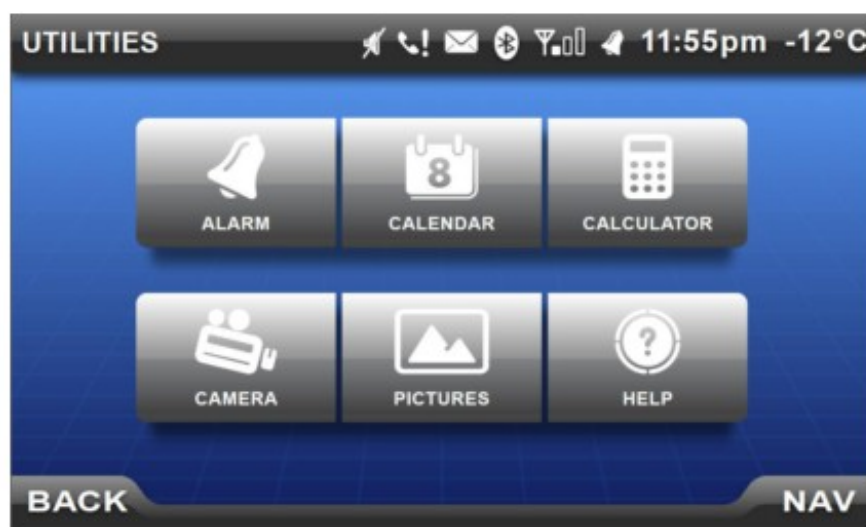 UTILITIES 11:55pm -12°C
8
ALARM CALENDAR CALCULATOR
?
CAMERA PICTURES HELP
BACK NAV